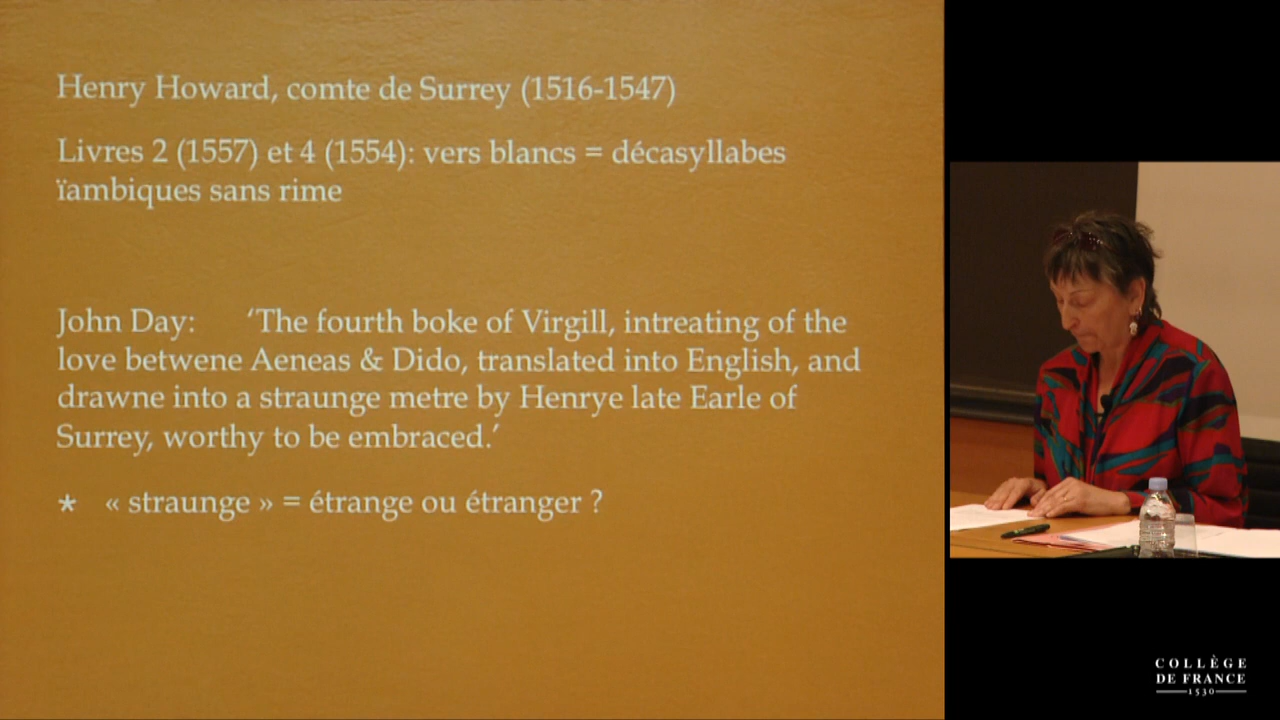 Henry Howard, comte de Surrey (1516-1547)
Livres 2 (1557) et 4 (1554): vers blancs = décasyllabes
ïambiques sans rime
John Day: ‘The fourth boke of Virgill, intreating of the
love betwene Aeneas & Dido, translated into English, and
drawne into a straunge metre by Henrye late Earle of
Surrey, worthy to be embraced.’
* « straunge » = étrange ou étranger ?
COLLÈGE
DE FRANCE
1530